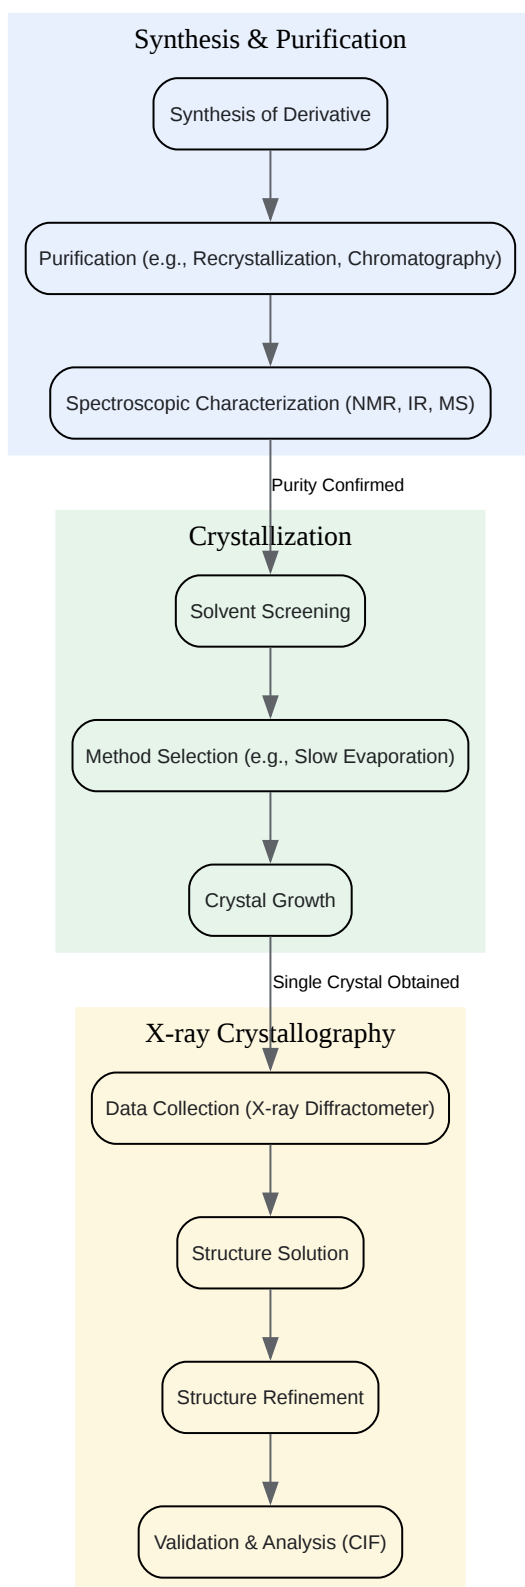 Synthesis & Purification
Synthesis of Derivative
Purification (e.g., Recrystallization, Chromatography)
Spectroscopic Characterization (NMR, IR, MS)
Purity Confirmed
Crystallization
Solvent Screening
Method Selection (e.g., Slow Evaporation)
Crystal Growth
Single Crystal Obtained
X-ray Crystallography
Data Collection (X-ray Diffractometer)
Structure Solution
Structure Refinement
Validation & Analysis (CIF)